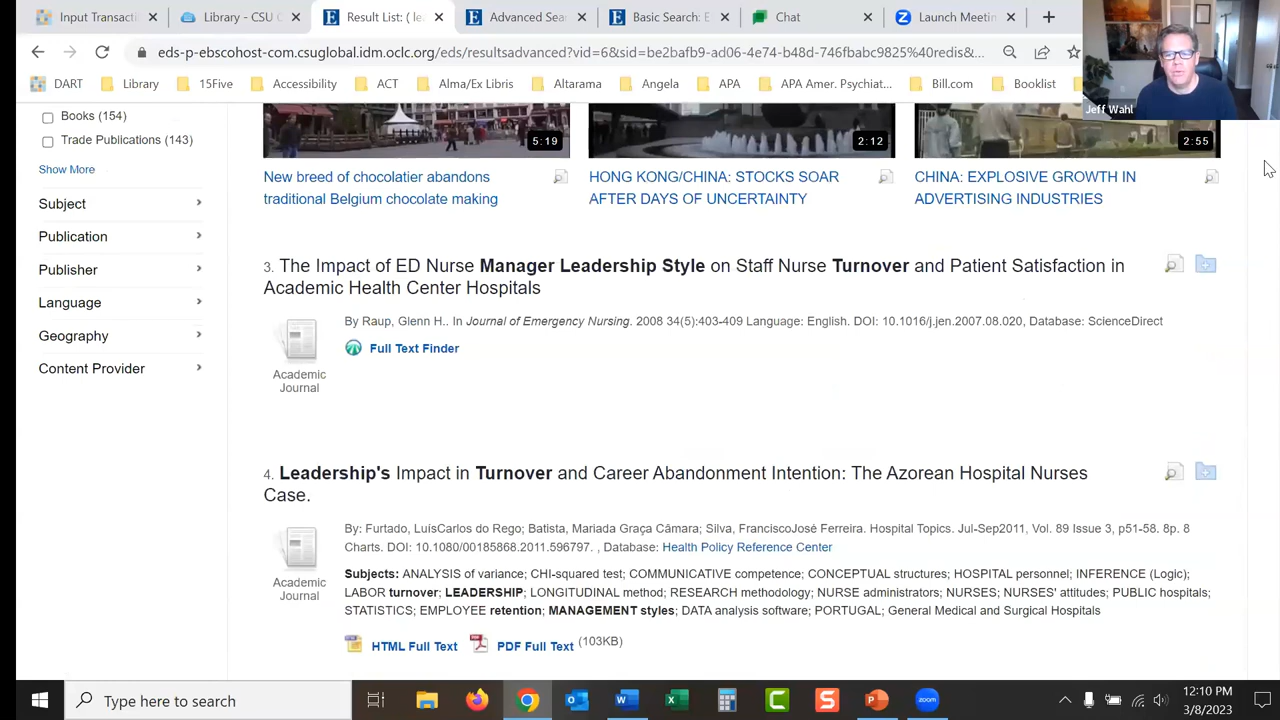 Input Transacti
Library - CSU G
Result List: ( le
Advanced Sea
Basic Search: E
Chat
Launch Meetin
eds-p-ebscohost-com.csuglobal.idm.oclc.org/eds/resultsadvanced?vid=6&sid=be2bafb9-ad06-4e74-b48d-746fbabc9825%40redis&...
DART
Library
15Five
Accessibility
ACT
Alma/Ex Libris
Altarama
Angela
APA
APA Amer. Psychiat...
Bill.com
Booklist
Jeff Wahl
Books (154)
Trade Publications (143)
Show More
Subject
Publication
Publisher
Language
Geography
Content Provider
5:19
2:12
2:55
New breed of chocolatier abandons
traditional Belgium chocolate making
HONG KONG/CHINA: STOCKS SOAR
AFTER DAYS OF UNCERTAINTY
CHINA: EXPLOSIVE GROWTH IN
ADVERTISING INDUSTRIES
3. The Impact of ED Nurse Manager Leadership Style on Staff Nurse Turnover and Patient Satisfaction in
Academic Health Center Hospitals
By Raup, Glenn H.. In Journal of Emergency Nursing. 2008 34(5):403-409 Language: English. DOI: 10.1016/j.jen.2007.08.020, Database: ScienceDirect
Full Text Finder
Academic
Journal
4. Leadership's Impact in Turnover and Career Abandonment Intention: The Azorean Hospital Nurses
Case.
By: Furtado, LuísCarlos do Rego; Batista, Mariada Graça Câmara; Silva, FranciscoJosé Ferreira. Hospital Topics. Jul-Sep2011, Vol. 89 Issue 3, p51-58. 8p. 8
Charts. DOI: 10.1080/00185868.2011.596797. , Database: Health Policy Reference Center
Academic
Journal
Subjects: ANALYSIS of variance; CHI-squared test; COMMUNICATIVE competence; CONCEPTUAL structures; HOSPITAL personnel; INFERENCE (Logic);
LABOR turnover; LEADERSHIP; LONGITUDINAL method; RESEARCH methodology; NURSE administrators; NURSES; NURSES' attitudes; PUBLIC hospitals;
STATISTICS; EMPLOYEE retention; MANAGEMENT styles; DATA analysis software; PORTUGAL; General Medical and Surgical Hospitals
HTML Full Text
PDF Full Text (103KB)
Type here to search
12:10 PM
3/8/2023